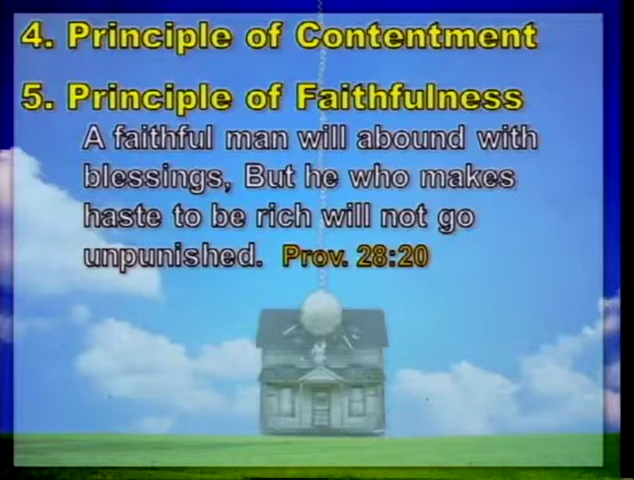 4. Principle of Contentment
5. Principle of Faithfulness
A faithful man will abound with
blessings, But he who makes
haste to be rich will not go
unpunished. Prov. 28:20